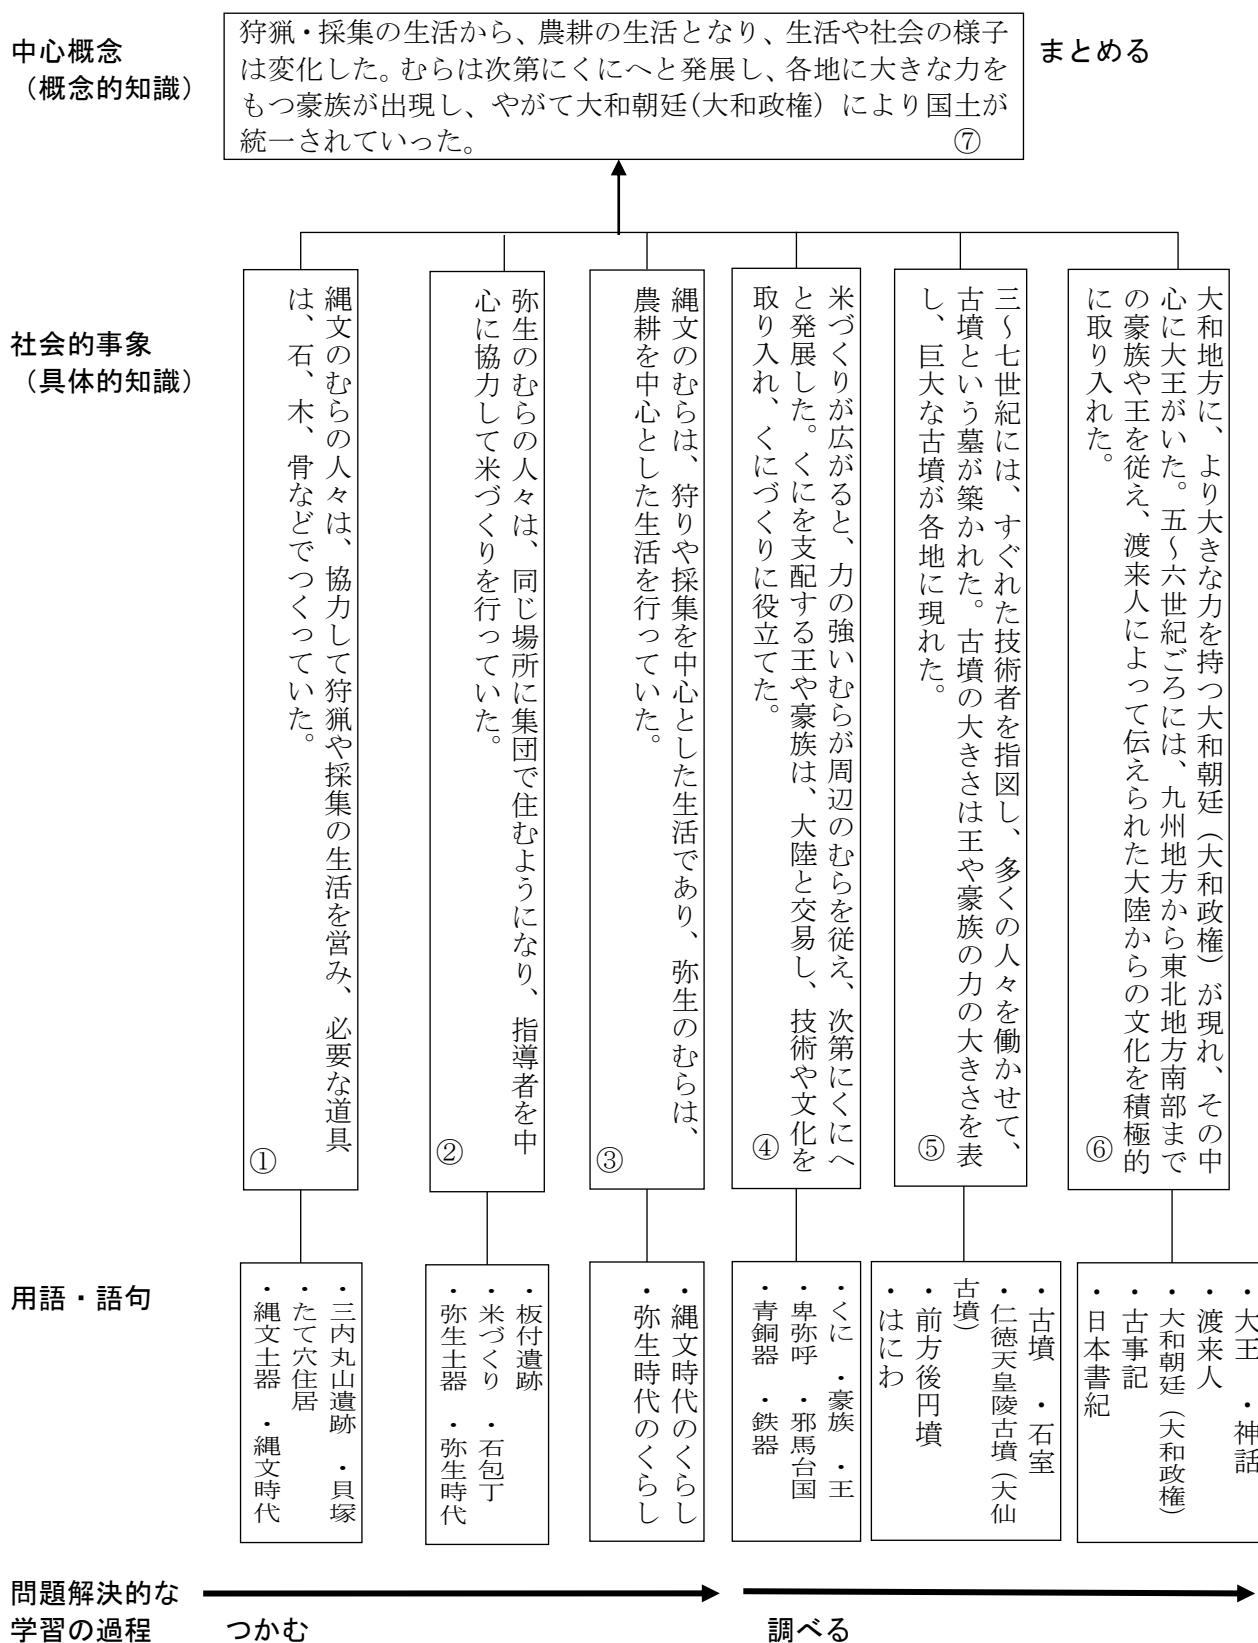 中心概念
（概念的知識）
狩猟・採集の生活から、農耕の生活となり、生活や社会の様子
は変化した。むらは次第にくにへと発展し、各地に大きな力を
もつ豪族が出現し、やがて大和朝廷(大和政権）により国土が
統一されていった。 ⑦
まとめる
社会的事象
（具体的知識）
縄文のむらの人々は、協力して狩猟や採集の生活を営み、必要な道具
は、石、木、骨などでつくっていた。
①
弥生のむらの人々は、同じ場所に集団で住むようになり、指導者を中
心に協力して米づくりを行っていた。
②
縄文のむらは、狩りや採集を中心とした生活であり、弥生のむらは、
農耕を中心とした生活を行っていた。
③
米づくりが広がると、力の強いむらが周辺のむらを従え、次第にくにへ
と発展した。くにを支配する王や豪族は、大陸と交易し、技術や文化を
取り入れ、くにづくりに役立てた。
④
三～七世紀には、すぐれた技術者を指図し、多くの人々を働かせて、
古墳という墓が築かれた。古墳の大きさは王や豪族の力の大きさを表
し、巨大な古墳が各地に現れた。
⑤
大和地方に、より大きな力を持つ大和朝廷（大和政権）が現れ、その中
心に大王がいた。五～六世紀ごろには、九州地方から東北地方南部まで
の豪族や王を従え、渡来人によって伝えられた大陸からの文化を積極的
に取り入れた。
⑥
用語・語句
・三内丸山遺跡 ・貝塚
・たて穴住居
・縄文土器 ・縄文時代
・板付遺跡
・米づくり ・石包丁
・弥生土器 ・弥生時代
・縄文時代のくらし
・弥生時代のくらし
・くに ・豪族 ・王
・卑弥呼 ・邪馬台国
・青銅器 ・鉄器
・古墳 ・石室
・仁徳天皇陵古墳（大仙
古墳）
・前方後円墳
・はにわ
・大王 ・神話
・渡来人
・大和朝廷（大和政権）
・古事記
・日本書紀
問題解決的な
学習の過程
つかむ
調べる